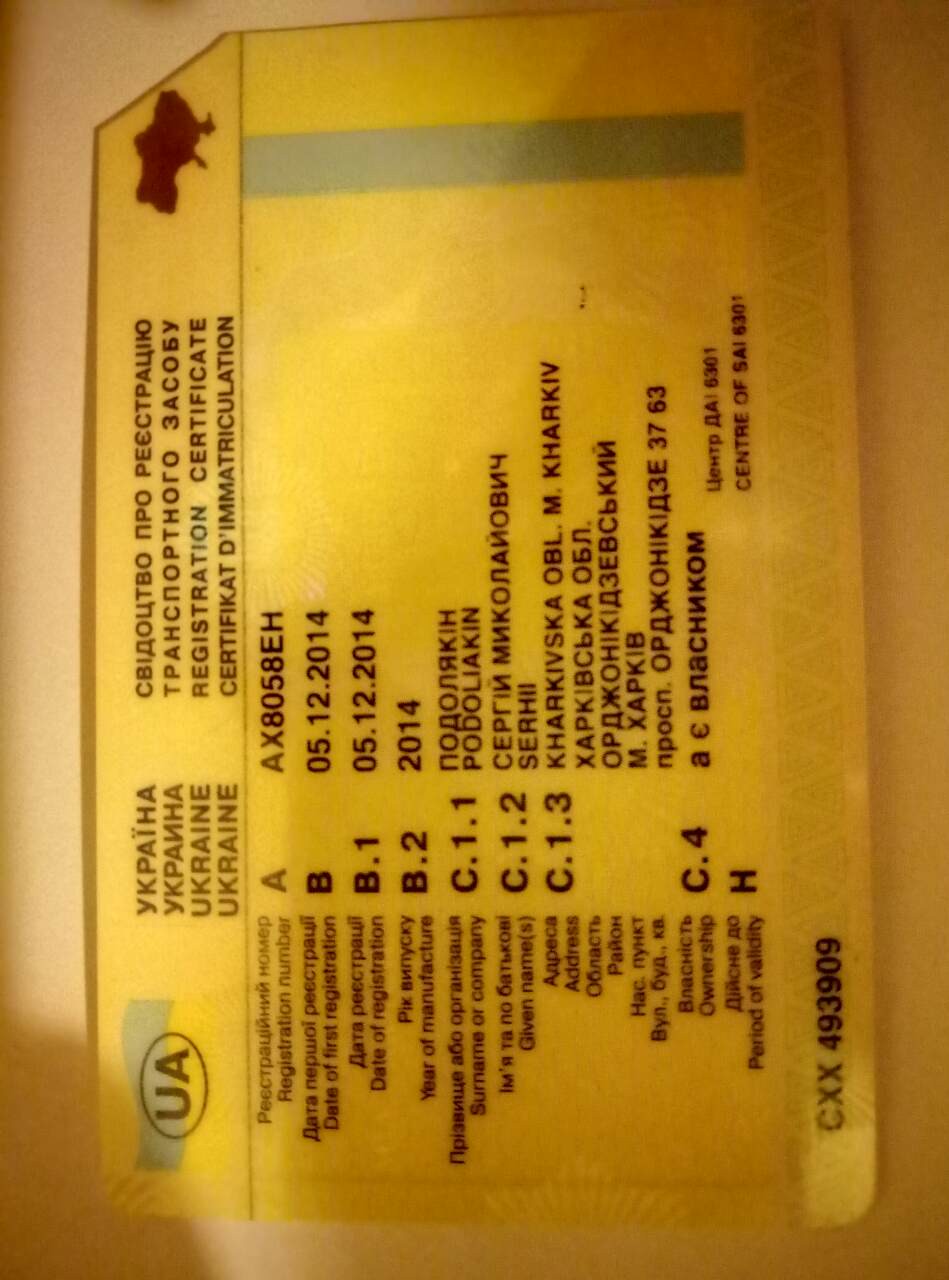 UA
УКРАЇНА СВІДОЦТВО ПРО РЕЄСТРАЦІЮ
УКРАИНА ТРАНСПОРТНОГО ЗАСОБУ
UKRAINE REGISTRATION CERTIFICATE
UKRAINE CERTIFIKAT D'IMMATRICULATION
Реєстраційний номер
Registration number A AX8058EH
Дата першої реєстрації
Date of first registration B 05.12.2014
Дата реєстрації
Date of registration B.1 05.12.2014
Рік випуску
Year of manufacture B.2 2014
Прізвище або організація C.1.1 ПОДОЛЯКІН
Surname or company PODOLIAKIN
Ім'я та по батькові C.1.2 СЕРГІЙ МИКОЛАЙОВИЧ
Given name(s) SERHII
Адреса C.1.3 KHARKIVSKA OBL. M. KHARKIV
Address
Область ХАРКІВСЬКА ОБЛ.
Район ОРДЖОНІКІДЗЕВСЬКИЙ
Нас. пункт М. ХАРКІВ
Вул., буд., кв. просп. ОРДЖОНІКІДЗЕ 37 63
Власність C.4 а є власником
Ownership
Центр ДАІ 6301
Дійсне до H
Period of validity
CENTRE OF SAI 6301
СХХ 493909